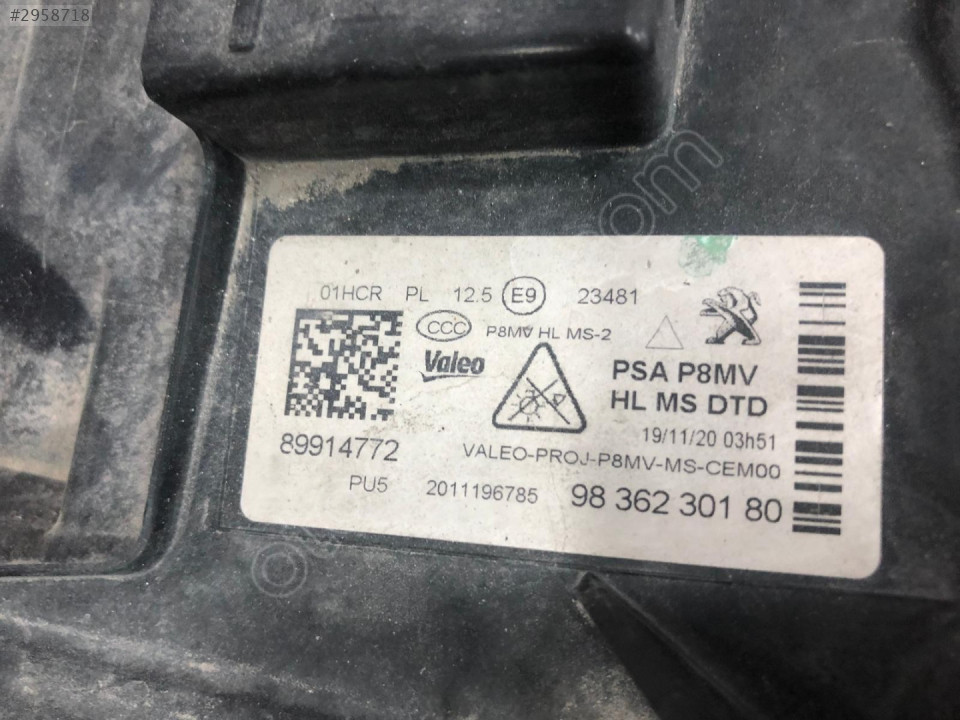 #2958718
01HCR PL 12.5 E9 23481
CCC P8MV HL MS-2
Valeo
PSA P8MV
HL MS DTD
19/11/20 03h51
89914772
VALEO-PROJ-P8MV-MS-CEM00
PU5 2011196785 98 362 301 80